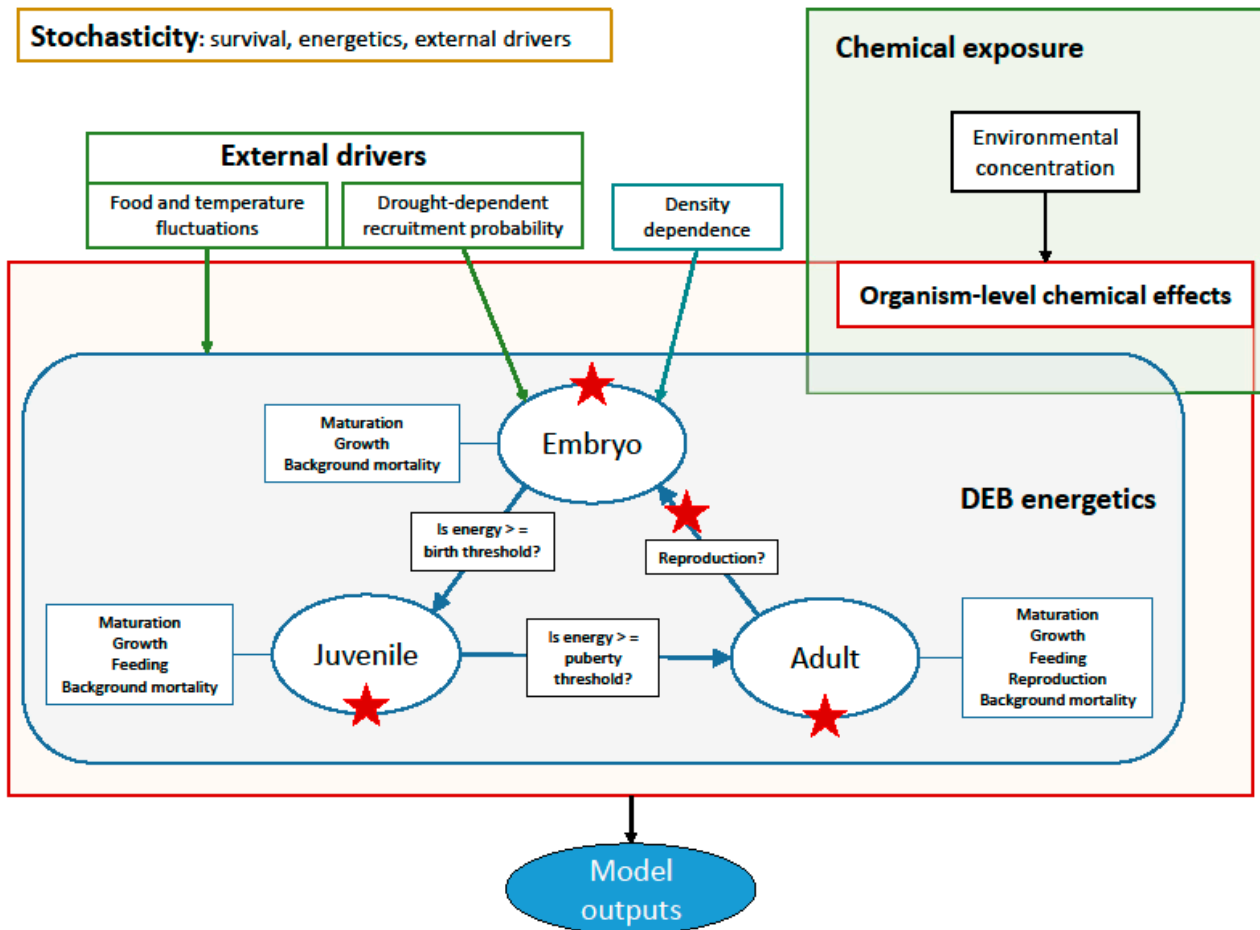 Stochasticity: survival, energetics, external drivers
Chemical exposure
Environmental
concentration
External drivers
Food and temperature
fluctuations
Drought-dependent
recruitment probability
Density
dependence
Organism-level chemical effects
Maturation
Growth
Background mortality
Embryo
DEB energetics
Is energy > =
birth threshold?
Reproduction?
Maturation
Growth
Feeding
Background mortality
Juvenile
Is energy > =
puberty
threshold?
Adult
Maturation
Growth
Feeding
Reproduction
Background mortality
Model
outputs